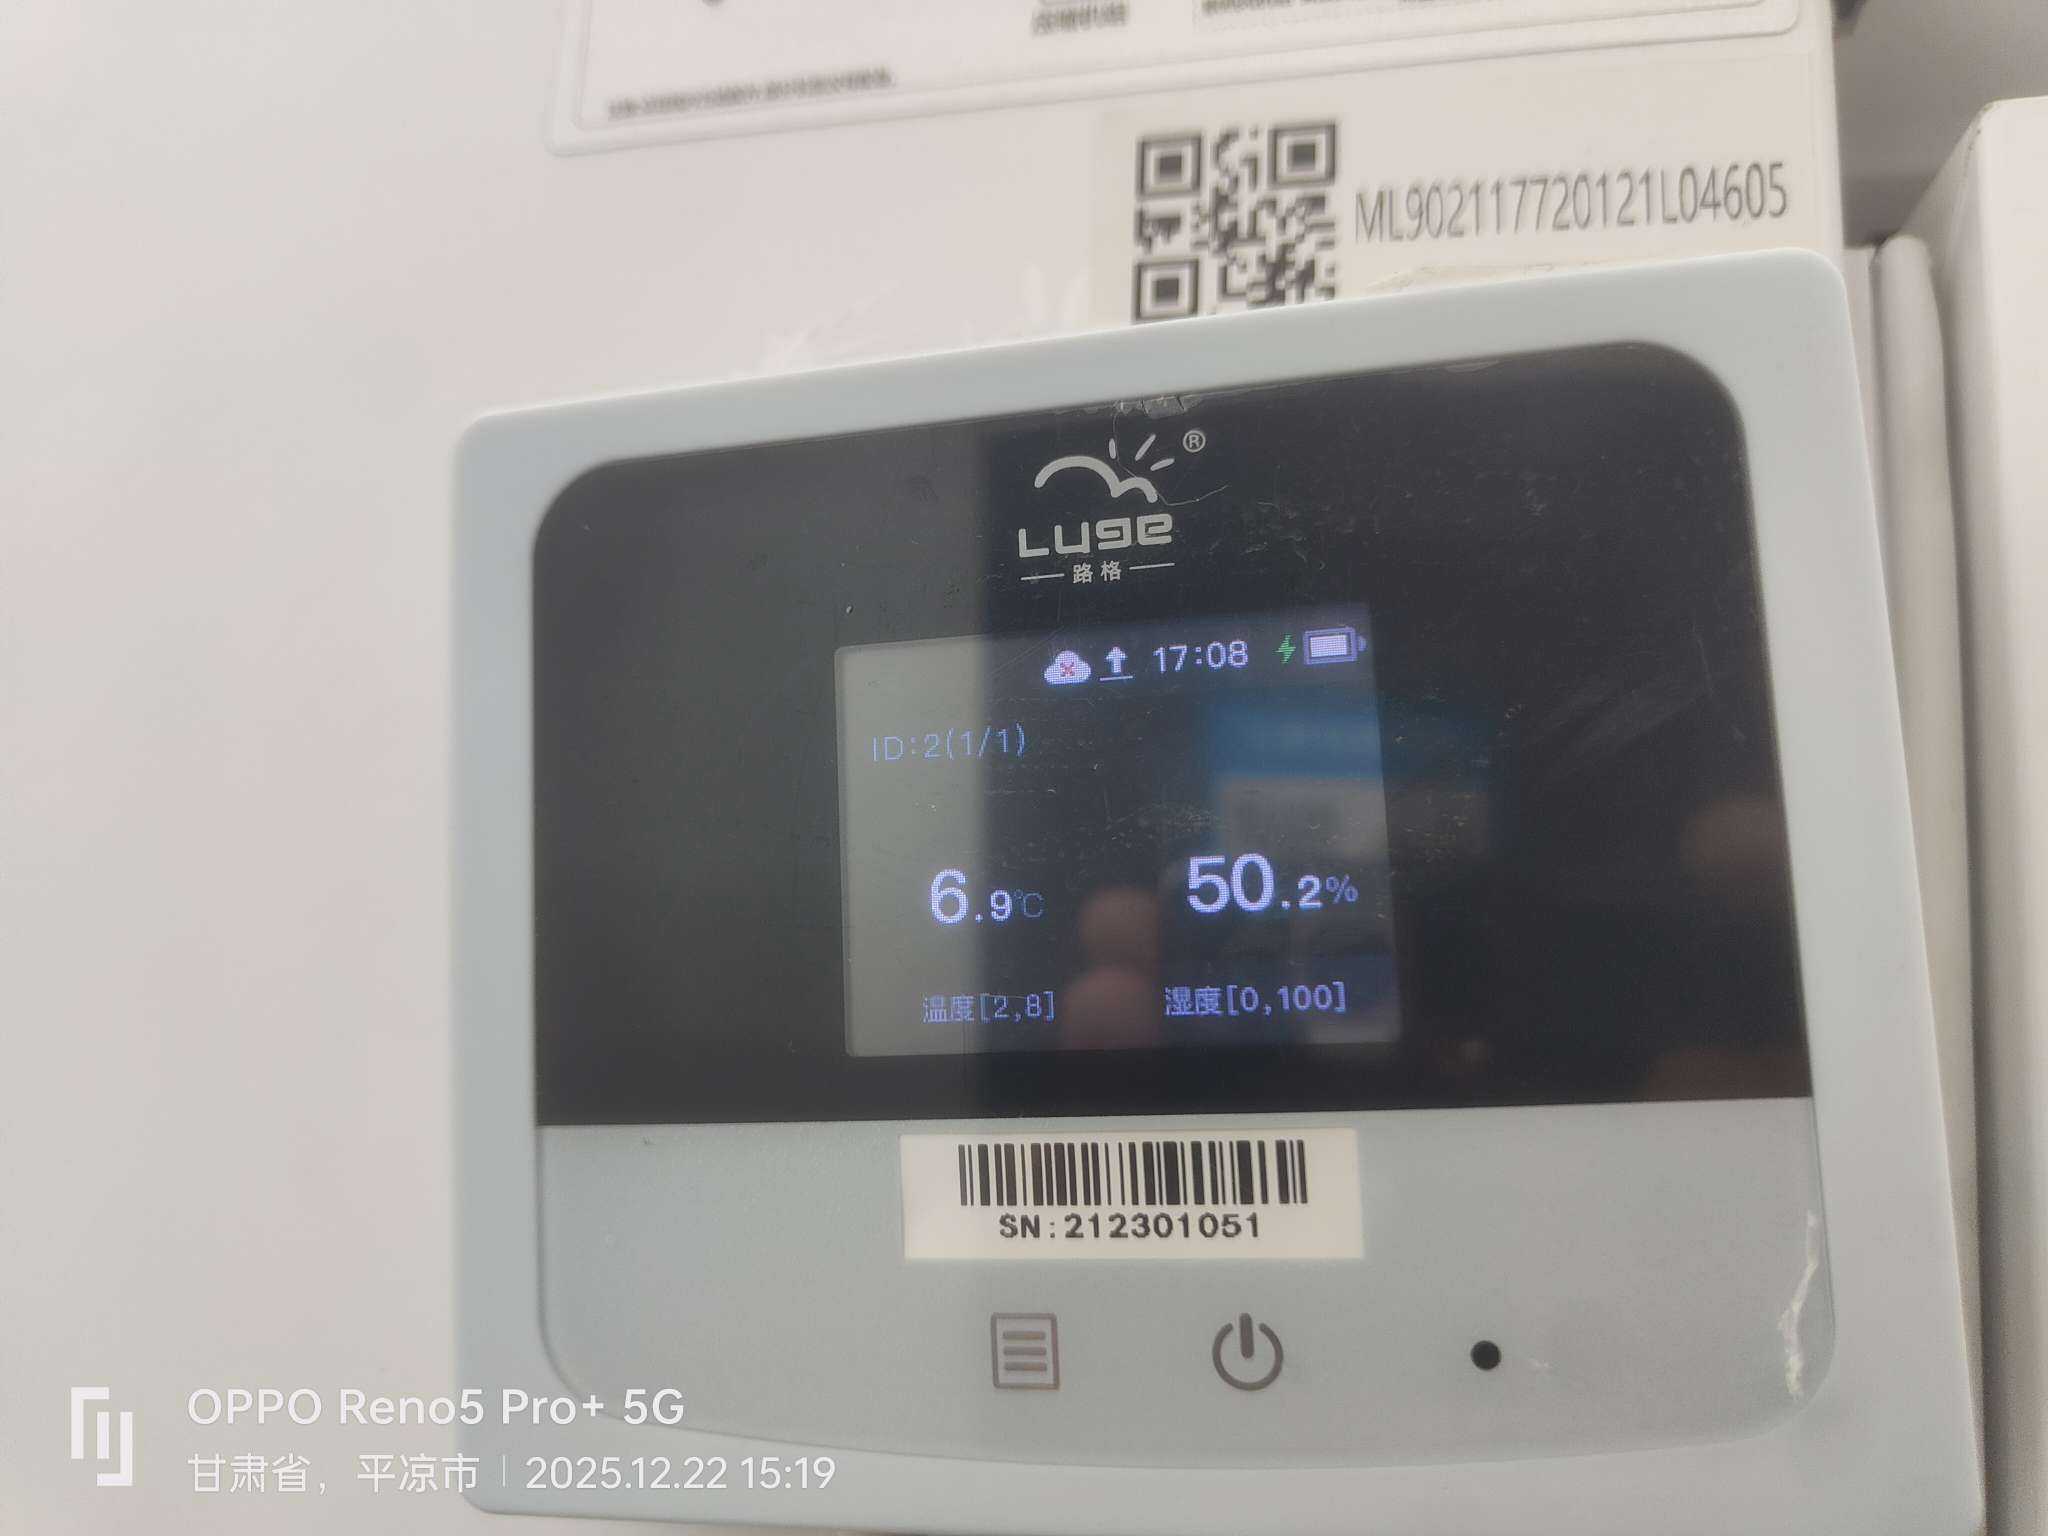 ML902117720121L04605
®
Luge
路格
17:08
ID:2(1/1)
6.9℃
50.2%
温度[2,8]
湿度[0,100]
SN:212301051
OPPO Reno5 Pro+ 5G
甘肃省，平凉市 | 2025.12.22 15:19